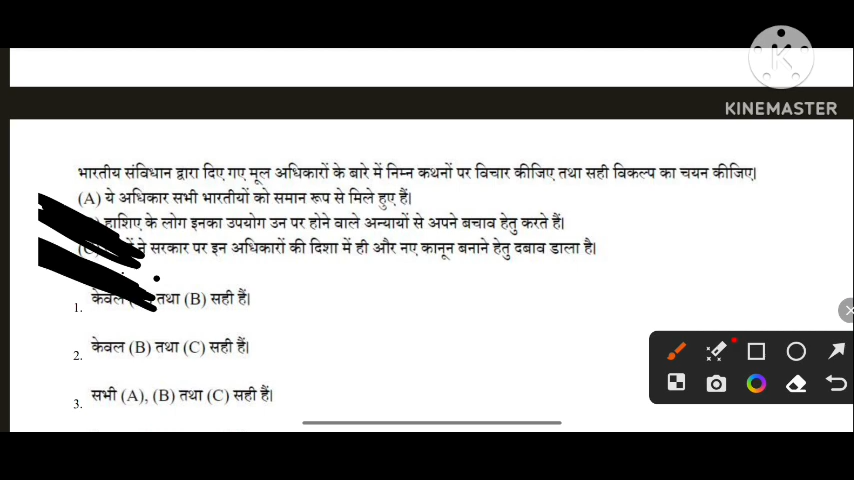 KINEMASTER
भारतीय संविधान द्वारा दिए गए मूल अधिकारों के बारे में निम्न कथनों पर विचार कीजिए तथा सही विकल्प का चयन कीजिए।
(A) ये अधिकार सभी भारतीयों को समान रूप से मिले हुए हैं।
हाशिए के लोग इनका उपयोग उन पर होने वाले अन्यायों से अपने बचाव हेतु करते हैं।
ने सरकार पर इन अधिकारों की दिशा में ही और नए कानून बनाने हेतु दबाव डाला है।
1. केवल तथा (B) सही हैं।
2. केवल (B) तथा (C) सही हैं।
3. सभी (A), (B) तथा (C) सही हैं।